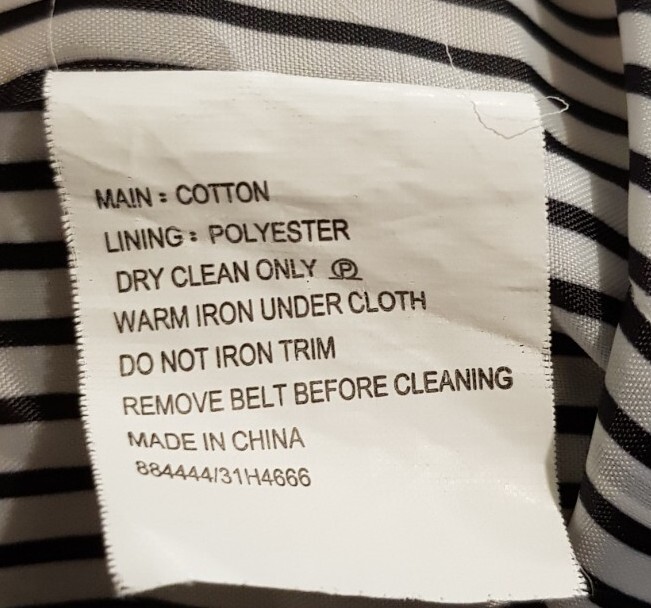 MAIN : COTTON
LINING : POLYESTER
DRY CLEAN ONLY Ⓟ
WARM IRON UNDER CLOTH
DO NOT IRON TRIM
REMOVE BELT BEFORE CLEANING
MADE IN CHINA
884444/31H4666